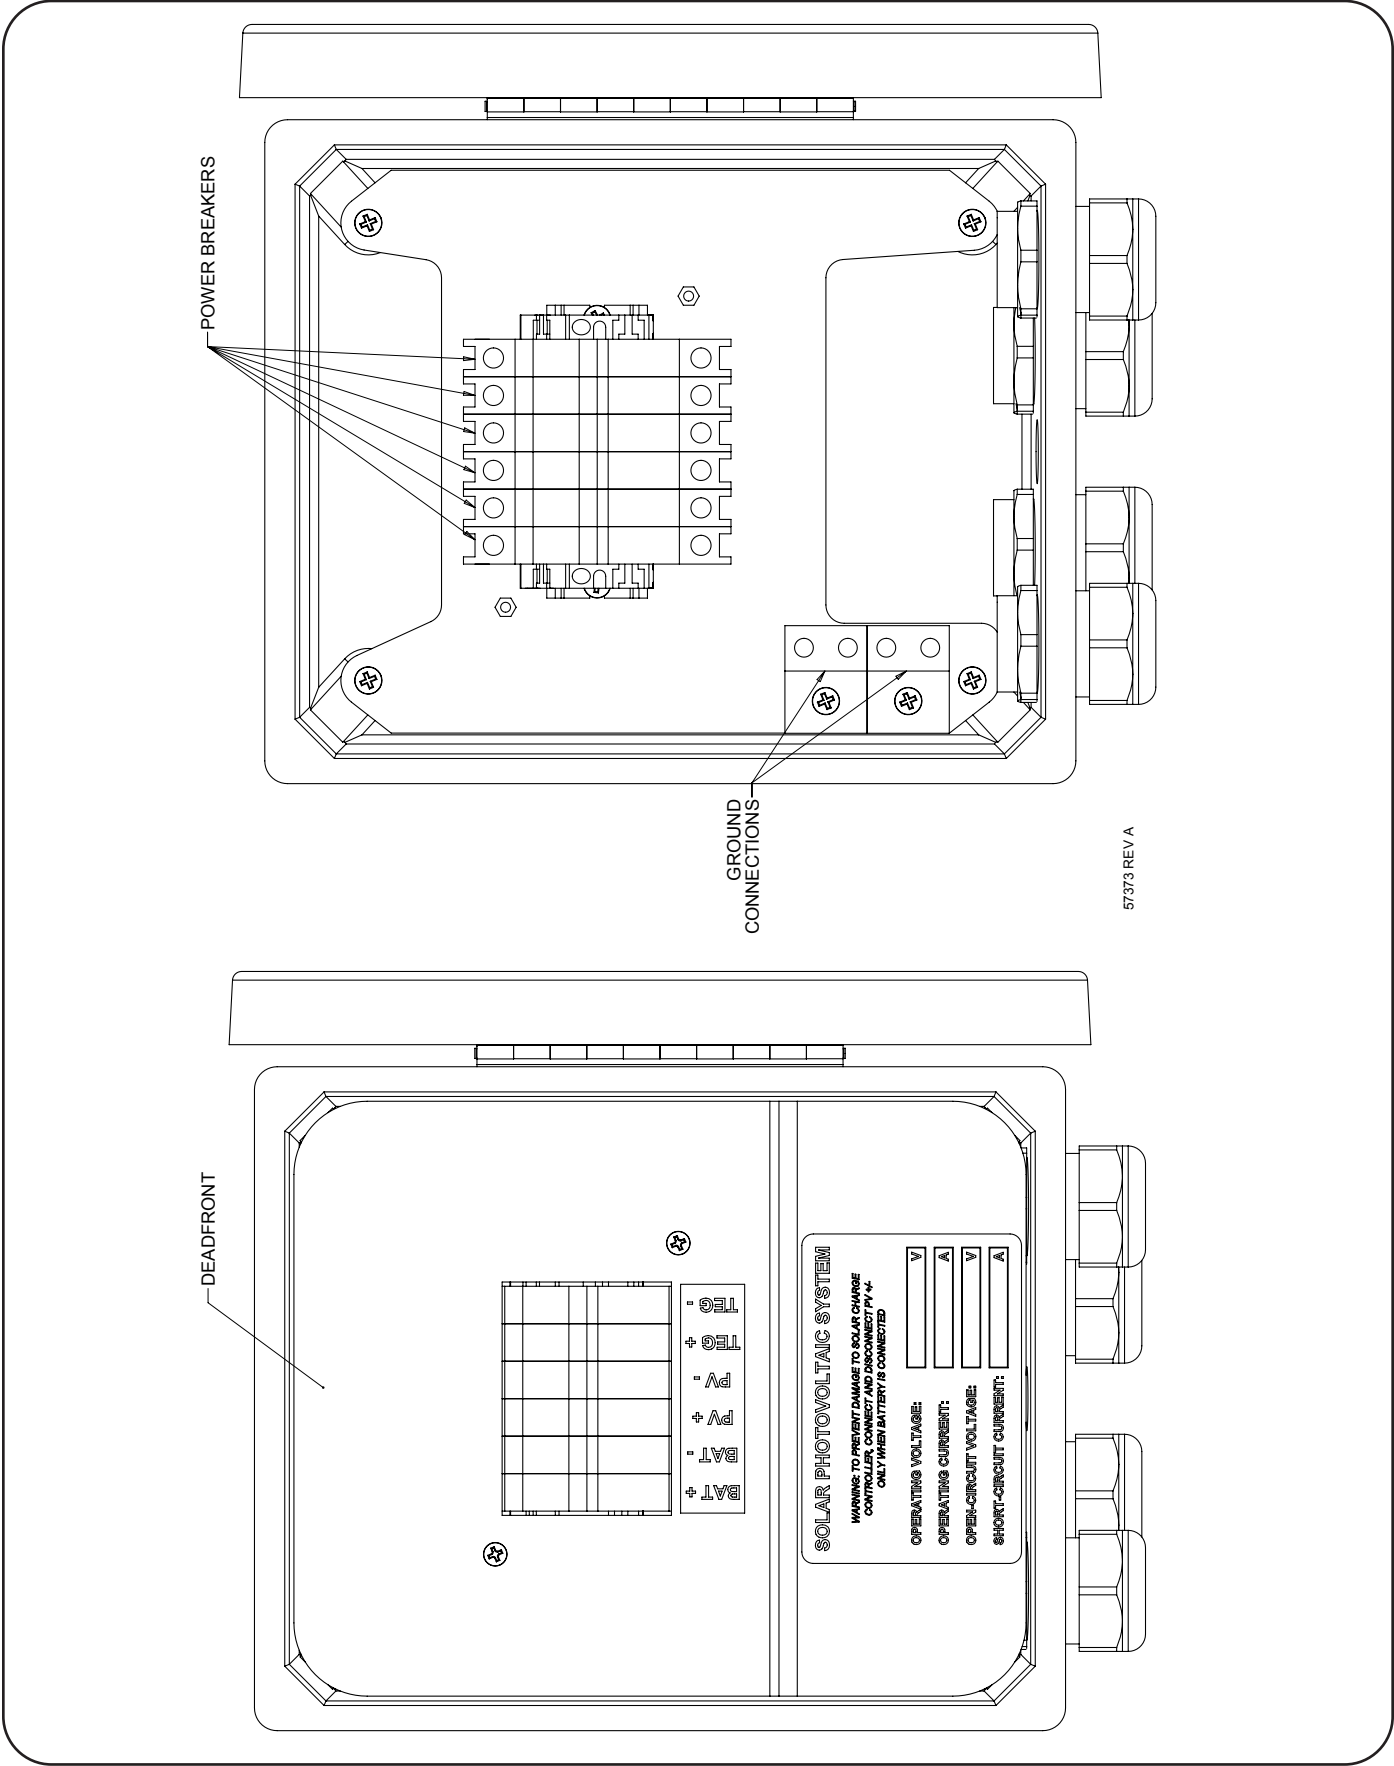 DEADFRONT
BAT +
BAT -
PV +
PV -
TEG +
TEG -
SOLAR PHOTOVOLTAIC SYSTEM
WARNING: TO PREVENT DAMAGE TO SOLAR CHARGE
CONTROLLER, CONNECT AND DISCONNECT PV +/-
ONLY WHEN BATTERY IS CONNECTED
OPERATING VOLTAGE: V
OPERATING CURRENT: A
OPEN-CIRCUIT VOLTAGE: V
SHORT-CIRCUIT CURRENT: A
POWER BREAKERS
GROUND
CONNECTIONS
57373 REV A